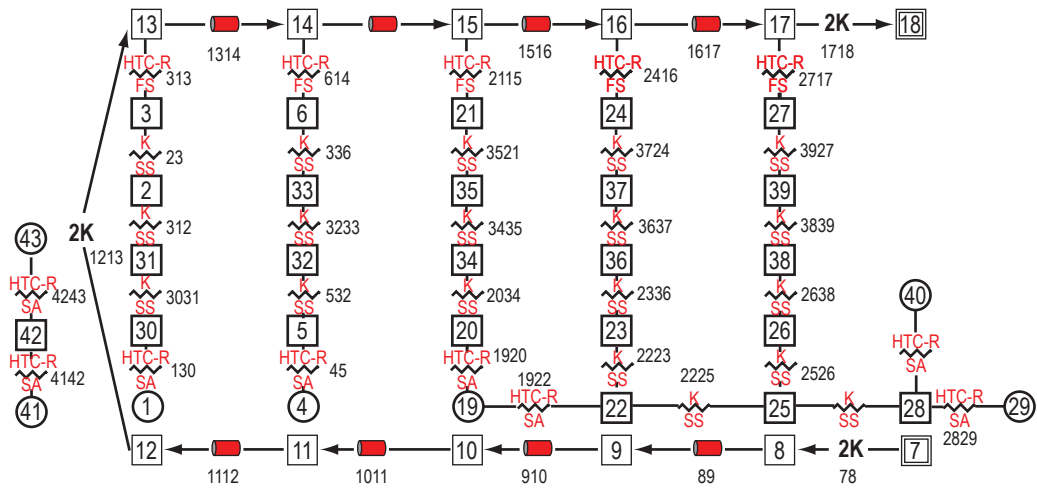 13 14 15 16 17 2K 18
1314 1516 1617 1718
HTC-R HTC-R HTC-R HTC-R HTC-R
313 614 2115 2416 2717
FS FS FS FS FS
3 6 21 24 27
K K K K K
23 336 3521 3724 3927
SS SS SS SS SS
2 33 35 37 39
K K K K K
43 2K 312 3233 3435 3637 3839
SS SS SS SS SS
1213 31 32 34 36 38
HTC-R K K K K K 40
4243 3031 532 2034 2336 2638
SA SS SS SS SS SS
42 30 5 20 23 26
HTC-R HTC-R HTC-R HTC-R K K HTC-R
4142 130 45 1920 2223 2526
SA SA SA SA SS SS SA
1922 2225
41 1 4 19 HTC-R 22 K 25 K 28 HTC-R 29
SA SS SS SA
2829
12 11 10 9 8 2K 7
1112 1011 910 89 78